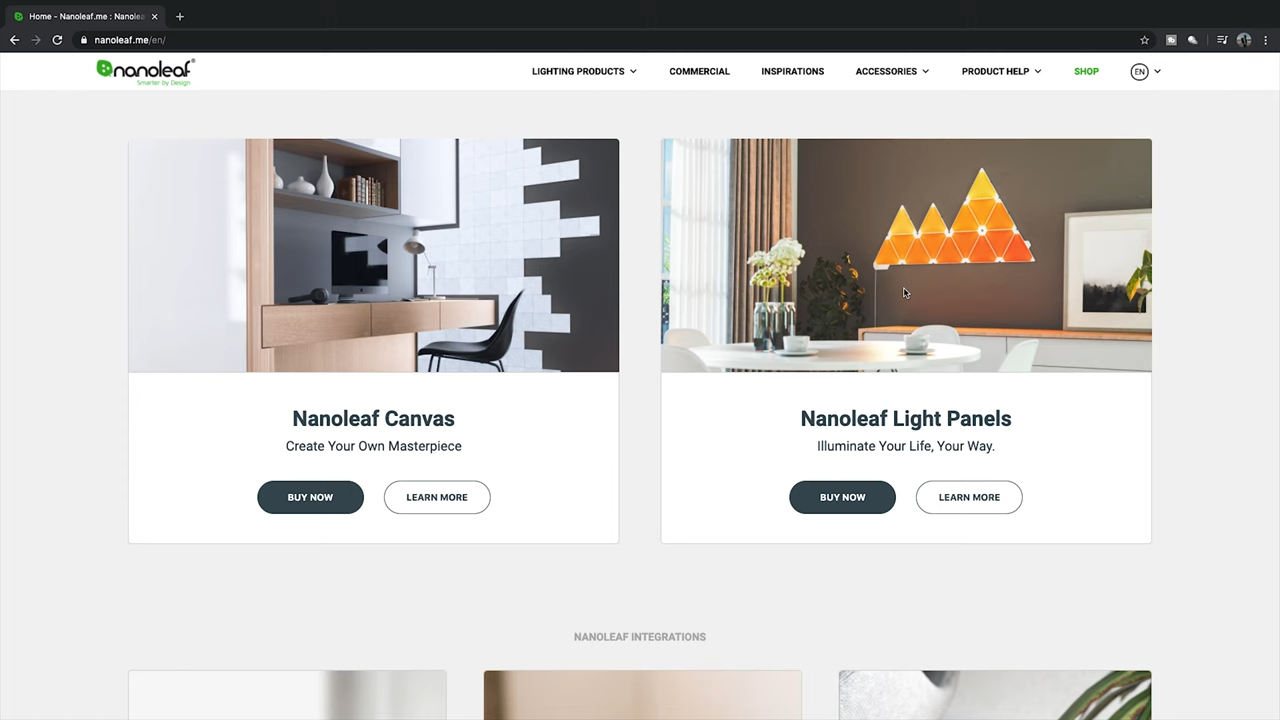 Home - Nanoleaf.me : Nanolea
nanoleaf.me/en/
nanoleaf®
Smarter by Design
LIGHTING PRODUCTS
COMMERCIAL
INSPIRATIONS
ACCESSORIES
PRODUCT HELP
SHOP
EN
Nanoleaf Canvas
Create Your Own Masterpiece
BUY NOW
LEARN MORE
Nanoleaf Light Panels
Illuminate Your Life, Your Way.
BUY NOW
LEARN MORE
NANOLEAF INTEGRATIONS